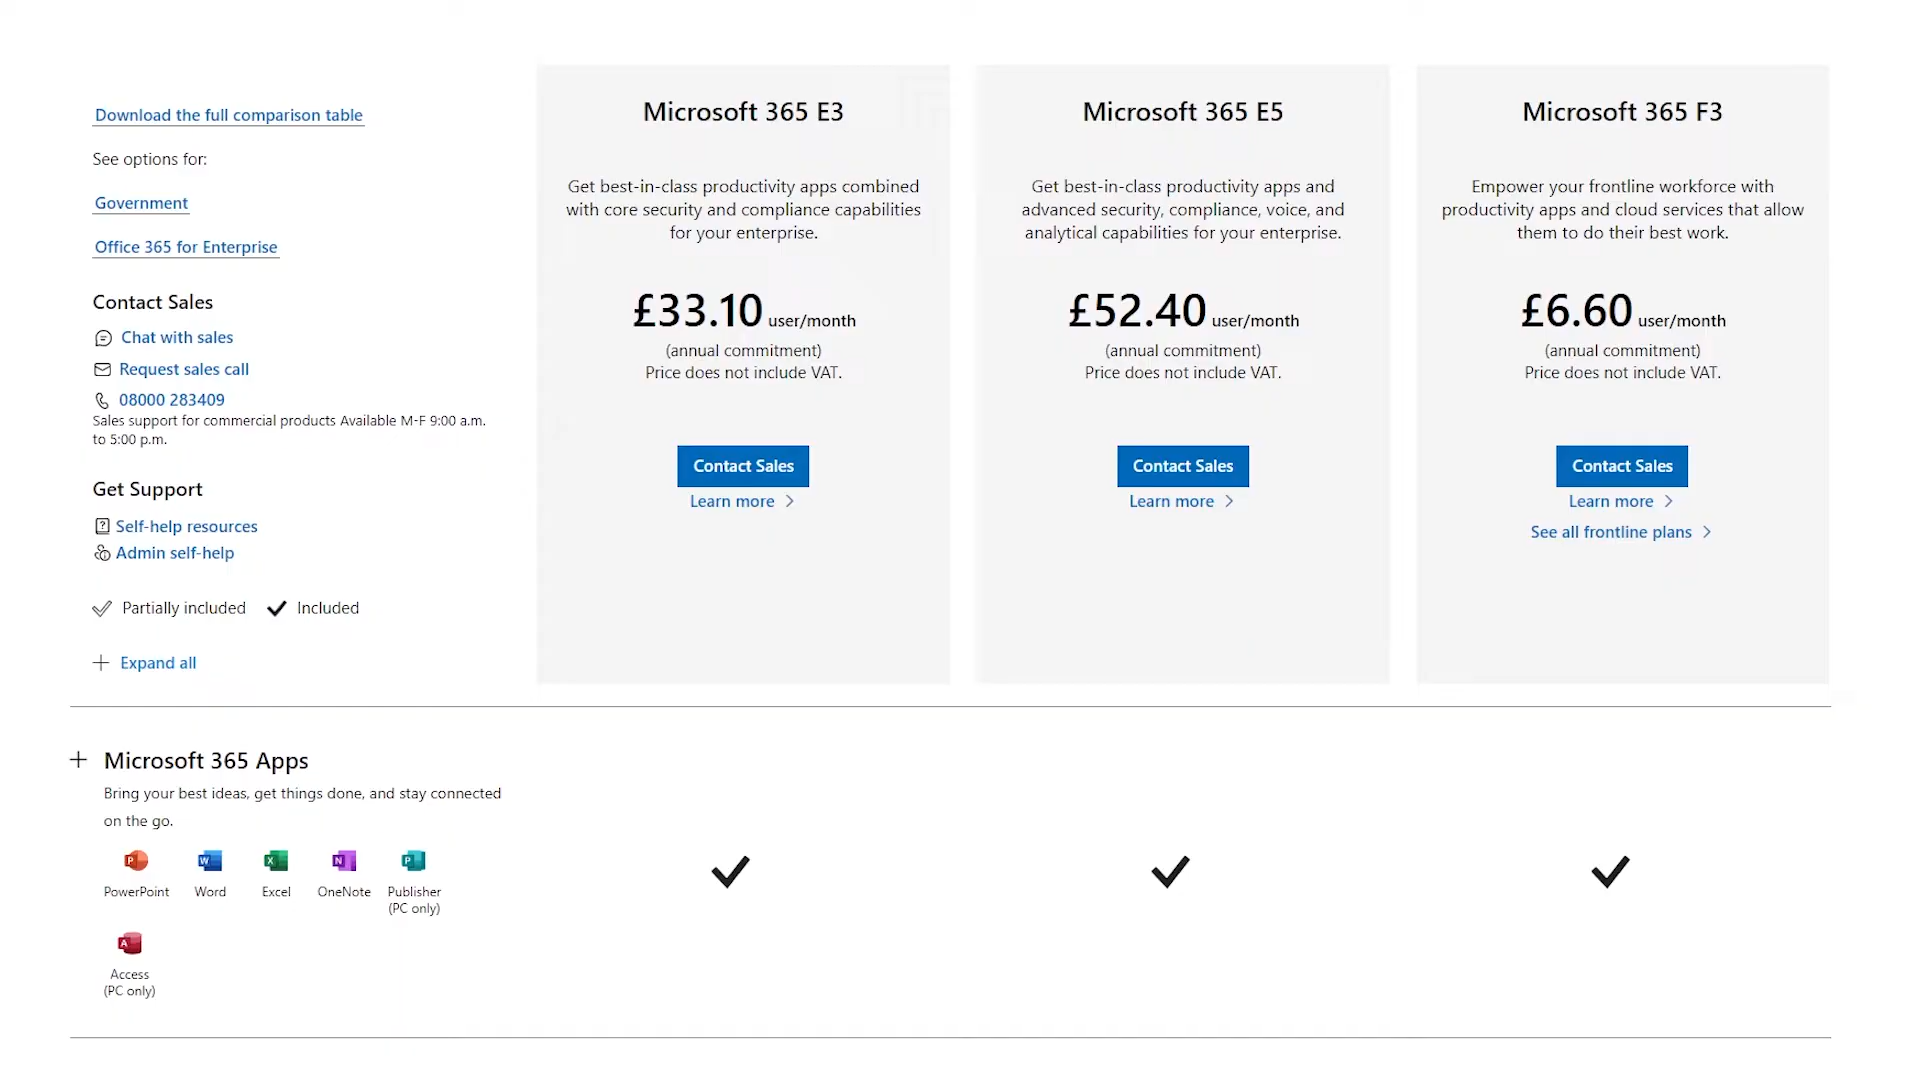 Download the full comparison table
See options for:
Government
Office 365 for Enterprise
Contact Sales
Chat with sales
Request sales call
08000 283409
Sales support for commercial products Available M-F 9:00 a.m.
to 5:00 p.m.
Get Support
Self-help resources
Admin self-help
Partially included Included
Expand all
Microsoft 365 E3
Get best-in-class productivity apps combined
with core security and compliance capabilities
for your enterprise.
£33.10 user/month
(annual commitment)
Price does not include VAT.
Contact Sales
Learn more
Microsoft 365 E5
Get best-in-class productivity apps and
advanced security, compliance, voice, and
analytical capabilities for your enterprise.
£52.40 user/month
(annual commitment)
Price does not include VAT.
Contact Sales
Learn more
Microsoft 365 F3
Empower your frontline workforce with
productivity apps and cloud services that allow
them to do their best work.
£6.60 user/month
(annual commitment)
Price does not include VAT.
Contact Sales
Learn more
See all frontline plans
Microsoft 365 Apps
Bring your best ideas, get things done, and stay connected
on the go.
P W X N P
PowerPoint Word Excel OneNote Publisher
(PC only)
A
Access
(PC only)